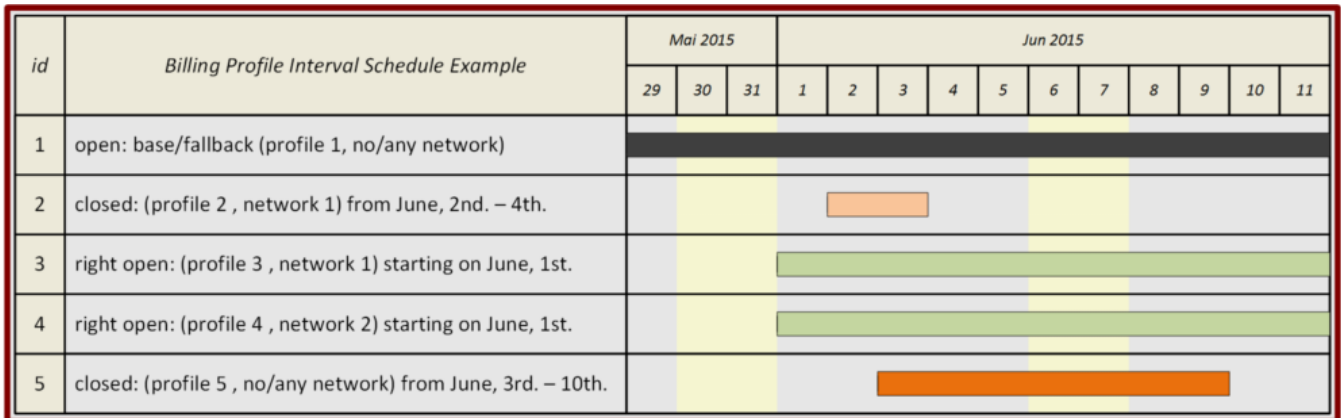 id Billing Profile Interval Schedule Example Mai 2015 Jun 2015
29 30 31 1 2 3 4 5 6 7 8 9 10 11
1 open: base/fallback (profile 1, no/any network)
2 closed: (profile 2 , network 1) from June, 2nd. – 4th.
3 right open: (profile 3 , network 1) starting on June, 1st.
4 right open: (profile 4 , network 2) starting on June, 1st.
5 closed: (profile 5 , no/any network) from June, 3rd. – 10th.